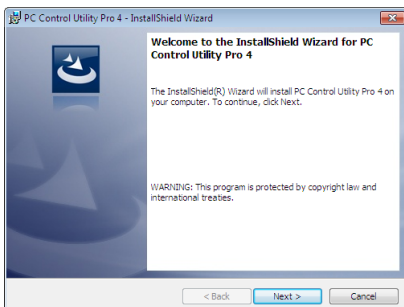 PC Control Utility Pro 4 - InstallShield Wizard
Welcome to the InstallShield Wizard for PC
Control Utility Pro 4
The InstallShield(R) Wizard will install PC Control Utility Pro 4 on
your computer. To continue, click Next.
WARNING: This program is protected by copyright law and
international treaties.
< Back Next > Cancel